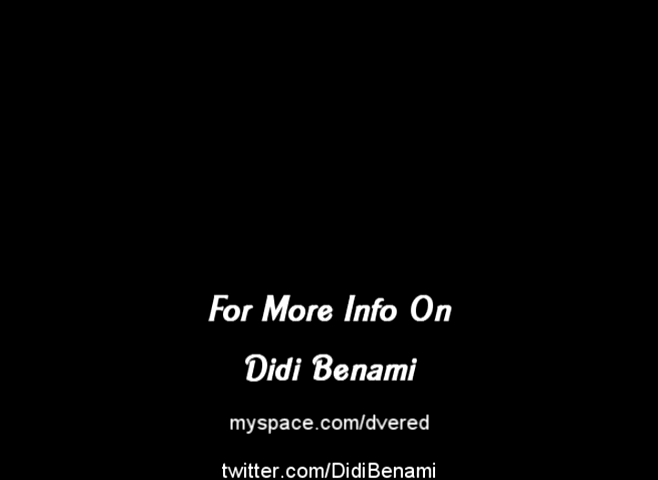 For More Info On
Didi Benami
myspace.com/dvered
twitter.com/DidiBenami